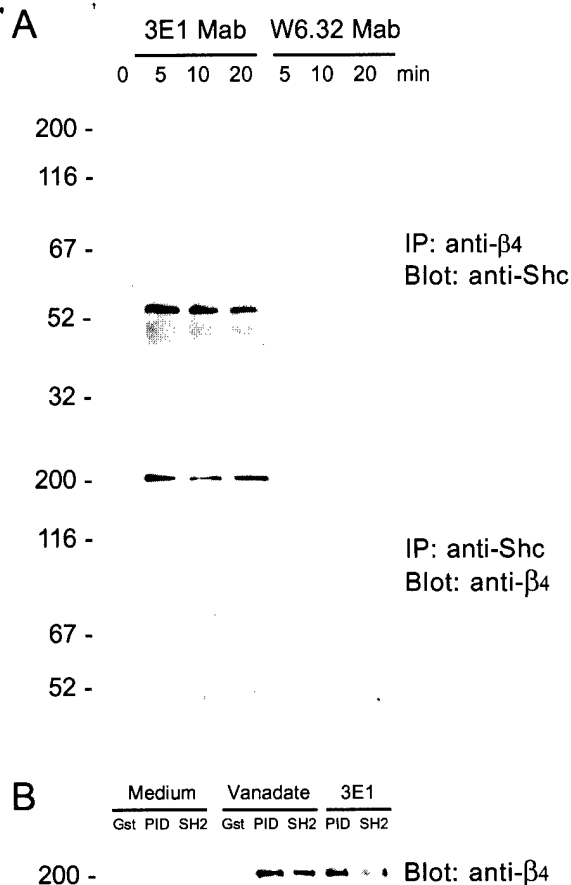 A
3E1 Mab W6.32 Mab
0 5 10 20 5 10 20 min
200 -
116 -
67 -
IP: anti-β4
Blot: anti-Shc
52 -
32 -
200 -
116 -
IP: anti-Shc
Blot: anti-β4
67 -
52 -
B
Medium Vanadate 3E1
Gst PID SH2 Gst PID SH2 PID SH2
200 - Blot: anti-β4